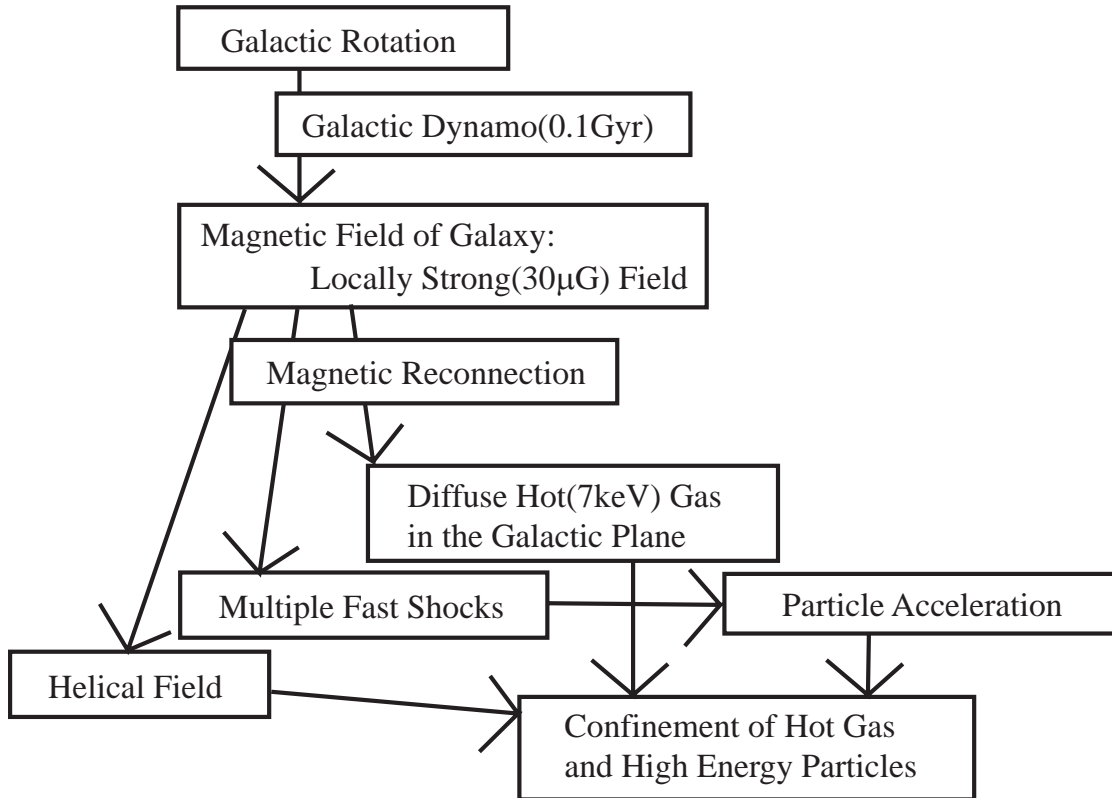 Galactic Rotation
Galactic Dynamo(0.1Gyr)
Magnetic Field of Galaxy:
Locally Strong(30μG) Field
Magnetic Reconnection
Diffuse Hot(7keV) Gas
in the Galactic Plane
Multiple Fast Shocks
Particle Acceleration
Helical Field
Confinement of Hot Gas
and High Energy Particles